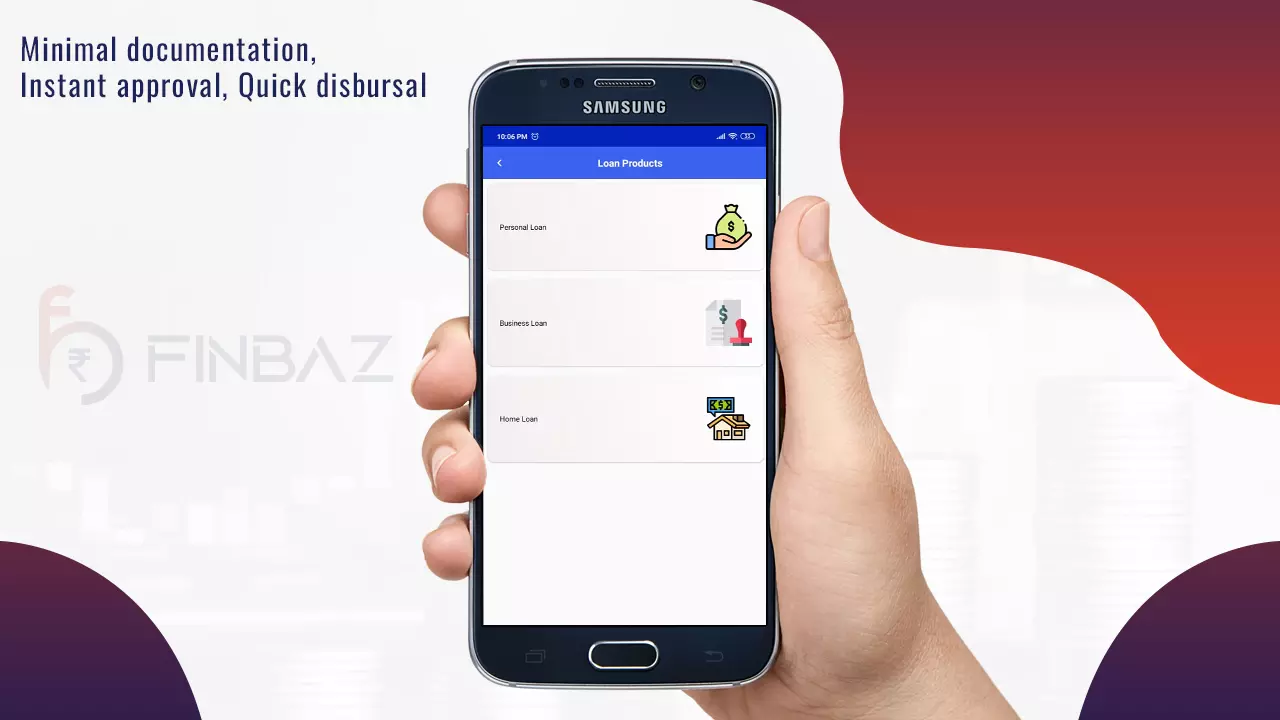 Minimal documentation,
Instant approval, Quick disbursal
SAMSUNG
10:06 PM
Loan Products
Personal Loan
Business Loan
Home Loan
FINBAZ